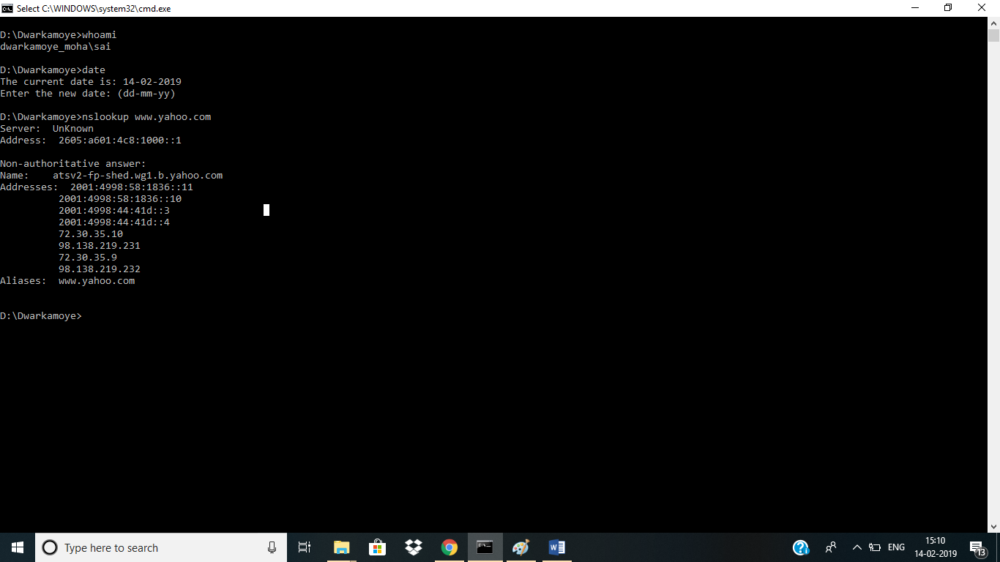 Select C:\WINDOWS\system32\cmd.exe
D:\Dwarkamoye>whoami
dwarkamoye_moha\sai
D:\Dwarkamoye>date
The current date is: 14-02-2019
Enter the new date: (dd-mm-yy)
D:\Dwarkamoye>nslookup www.yahoo.com
Server:  UnKnown
Address:  2605:a601:4c8:1000::1
Non-authoritative answer:
Name:    atsv2-fp-shed.wg1.b.yahoo.com
Addresses:  2001:4998:58:1836::11
2001:4998:58:1836::10
2001:4998:44:41d::3
2001:4998:44:41d::4
72.30.35.10
98.138.219.231
72.30.35.9
98.138.219.232
Aliases:  www.yahoo.com
D:\Dwarkamoye>
Type here to search
ENG
15:10
14-02-2019
13